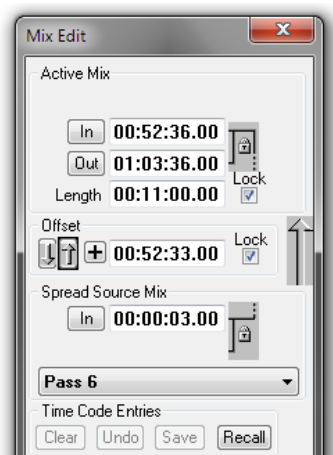 Mix Edit
Active Mix
In 00:52:36.00
Out 01:03:36.00
Length 00:11:00.00 Lock
Offset
+ 00:52:33.00 Lock
Spread Source Mix
In 00:00:03.00
Pass 6
Time Code Entries
Clear Undo Save Recall